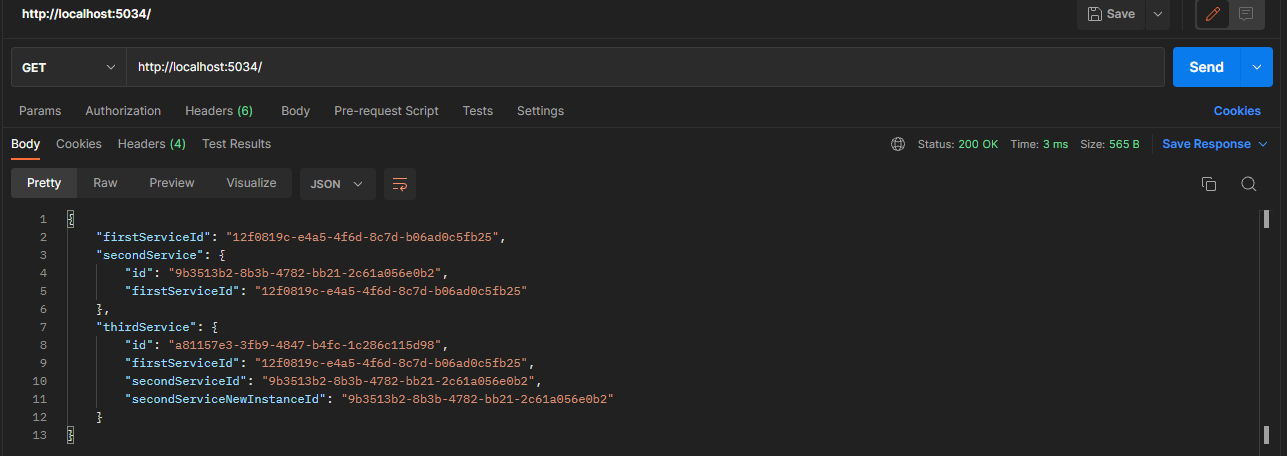 http://localhost:5034/
Save
GET http://localhost:5034/ Send
Params Authorization Headers (6) Body Pre-request Script Tests Settings Cookies
Body Cookies Headers (4) Test Results Status: 200 OK Time: 3 ms Size: 565 B Save Response
Pretty Raw Preview Visualize JSON
1 {
2 "firstServiceId": "12f0819c-e4a5-4f6d-8c7d-b06ad0c5fb25",
3 "secondService": {
4 "id": "9b3513b2-8b3b-4782-bb21-2c61a056e0b2",
5 "firstServiceId": "12f0819c-e4a5-4f6d-8c7d-b06ad0c5fb25"
6 },
7 "thirdService": {
8 "id": "a81157e3-3fb9-4847-b4fc-1c286c115d98",
9 "firstServiceId": "12f0819c-e4a5-4f6d-8c7d-b06ad0c5fb25",
10 "secondServiceId": "9b3513b2-8b3b-4782-bb21-2c61a056e0b2",
11 "secondServiceNewInstanceId": "9b3513b2-8b3b-4782-bb21-2c61a056e0b2"
12 }
13 }